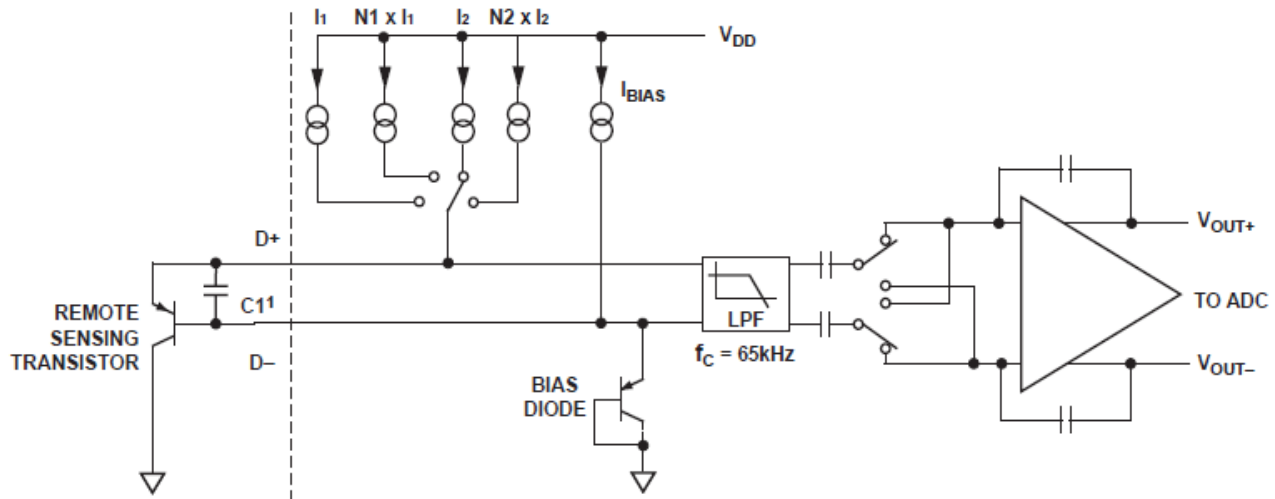 I1 N1 x I1 I2 N2 x I2
VDD
IBIAS
D+
C1¹
REMOTE
SENSING
TRANSISTOR
D–
BIAS
DIODE
LPF
fC = 65kHz
VOUT+
TO ADC
VOUT–